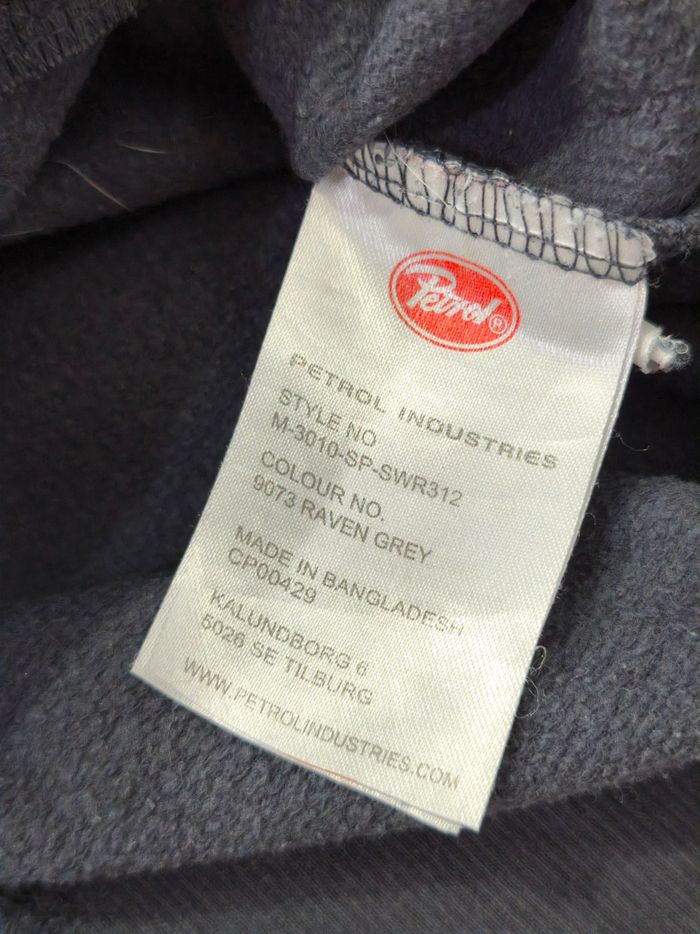 Petrol®
PETROL INDUSTRIES
STYLE NO
M-3010-SP-SWR312
COLOUR NO.
9073 RAVEN GREY
MADE IN BANGLADESH
CP00429
KALUNDBORG 6
5026 SE TILBURG
WWW.PETROLINDUSTRIES.COM